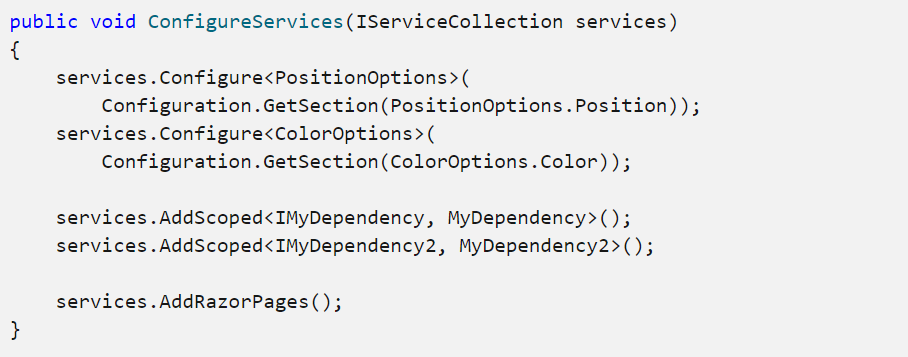 public void ConfigureServices(IServiceCollection services)
{
    services.Configure<PositionOptions>(
        Configuration.GetSection(PositionOptions.Position));
    services.Configure<ColorOptions>(
        Configuration.GetSection(ColorOptions.Color));

    services.AddScoped<IMyDependency, MyDependency>();
    services.AddScoped<IMyDependency2, MyDependency2>();

    services.AddRazorPages();
}